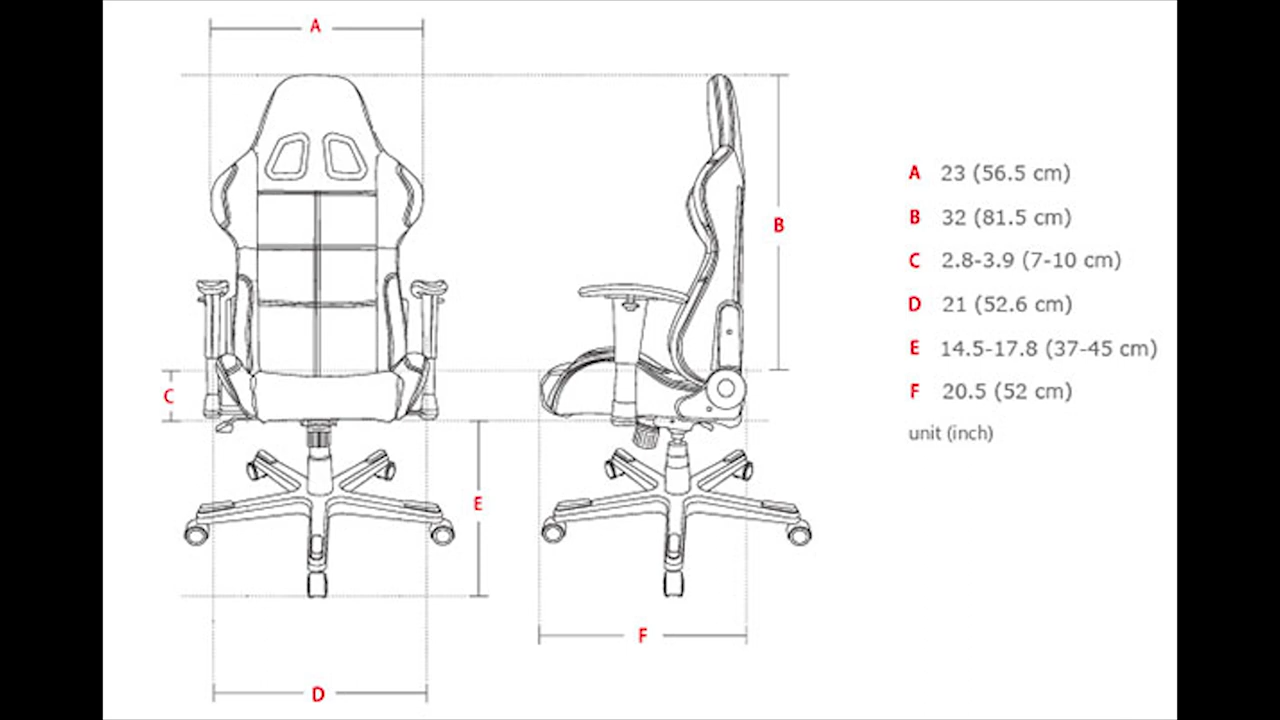 A
B
C
E
F
D
A 23 (56.5 cm)
B 32 (81.5 cm)
C 2.8-3.9 (7-10 cm)
D 21 (52.6 cm)
E 14.5-17.8 (37-45 cm)
F 20.5 (52 cm)
unit (inch)